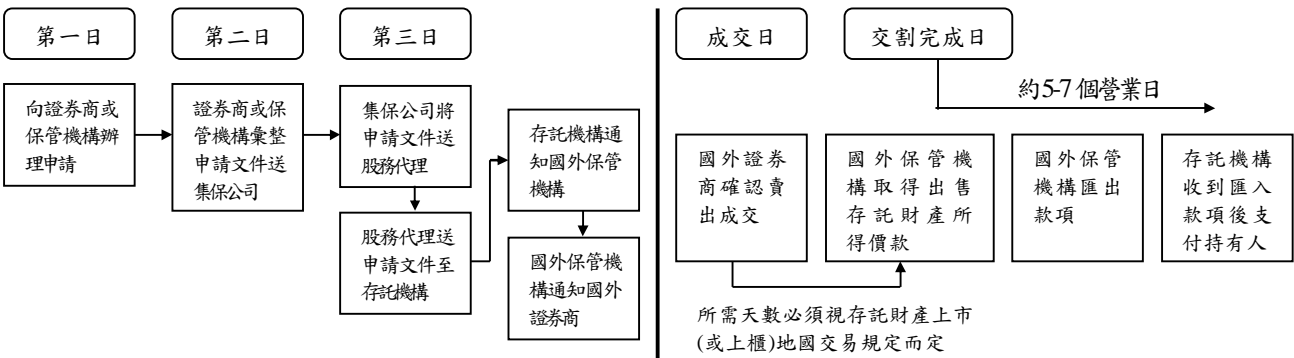 第一日
第二日
第三日
成交日
交割完成日
約5-7個營業日
向證券商或
保管機構辦
理申請
證券商或保
管機構彙整
申請文件送
集保公司
集保公司將
申請文件送
股務代理
股務代理送
申請文件至
存託機構
存託機構通
知國外保管
機構
國外保管機
構通知國外
證券商
國外證券
商確認賣
出成交
國外保管機
構取得出售
存託財產所
得價款
國外保管
機構匯出
款項
存託機構
收到匯入
款項後支
付持有人
所需天數必須視存託財產上市
(或上櫃)地國交易規定而定